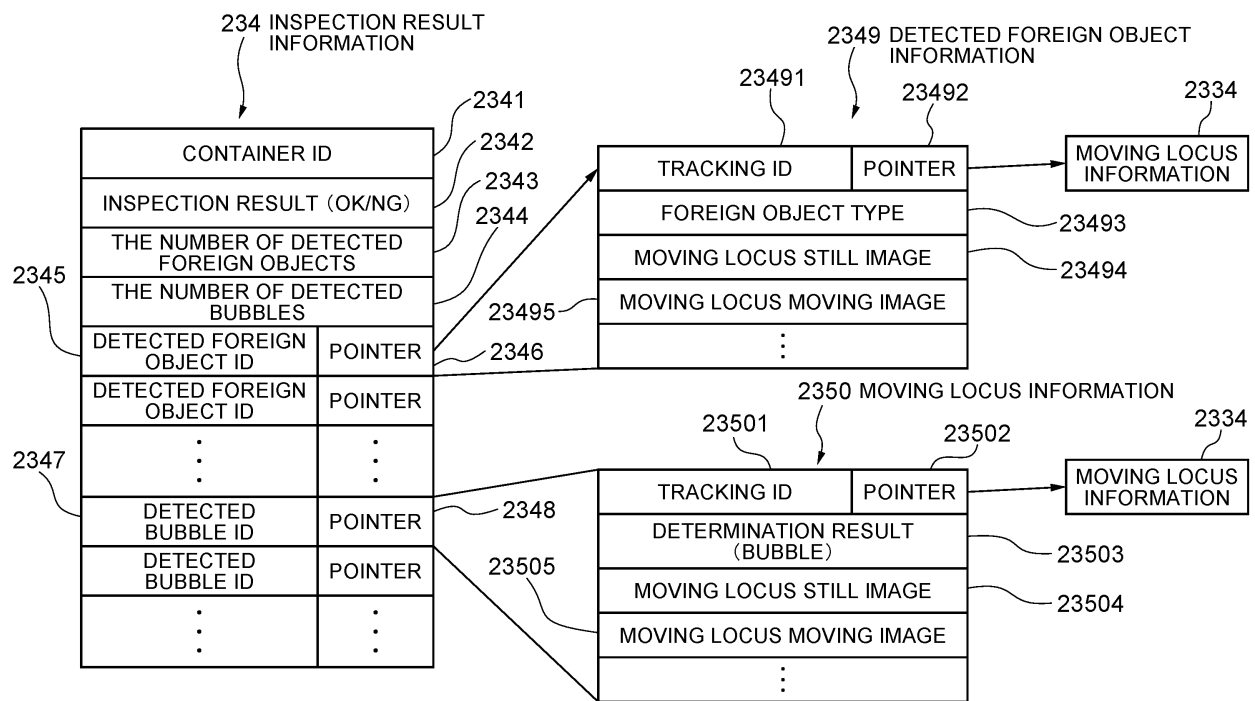 234 INSPECTION RESULT
INFORMATION
2341
CONTAINER ID
2342
INSPECTION RESULT (OK/NG)
2343
THE NUMBER OF DETECTED
FOREIGN OBJECTS
2344
THE NUMBER OF DETECTED
BUBBLES
2345
DETECTED FOREIGN
OBJECT ID
POINTER
2346
DETECTED FOREIGN
OBJECT ID
POINTER
2347
DETECTED
BUBBLE ID
POINTER
2348
DETECTED
BUBBLE ID
POINTER
2349 DETECTED FOREIGN OBJECT
INFORMATION
23491
23492
TRACKING ID
POINTER
2334
MOVING LOCUS
INFORMATION
FOREIGN OBJECT TYPE
23493
MOVING LOCUS STILL IMAGE
23494
23495
MOVING LOCUS MOVING IMAGE
2350 MOVING LOCUS INFORMATION
23501
23502
TRACKING ID
POINTER
2334
MOVING LOCUS
INFORMATION
DETERMINATION RESULT
(BUBBLE)
23503
23505
MOVING LOCUS STILL IMAGE
23504
MOVING LOCUS MOVING IMAGE